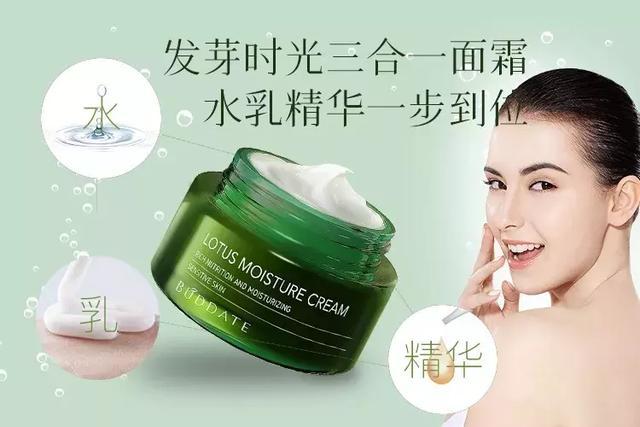 发芽时光三合一面霜
水乳精华一步到位
水
LOTUS MOISTURE CREAM
RICH NUTRITION AND MOISTURIZING
SENSITIVE SKIN
BUDDATE
乳
精华